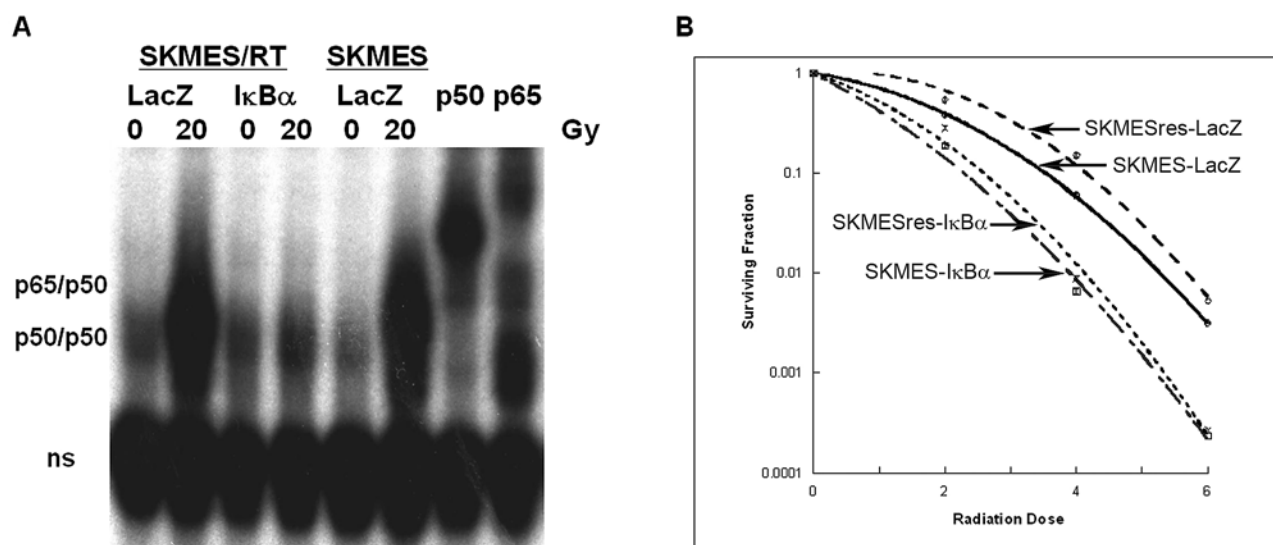 A
SKMES/RT SKMES
LacZ IκBα LacZ p50 p65
0 20 0 20 0 20 Gy
p65/p50
p50/p50
ns
B
1
0.1
0.01
0.001
0.0001
Surviving Fraction
SKMESres-LacZ
SKMES-LacZ
SKMESres-IκBα
SKMES-IκBα
0 2 4 6
Radiation Dose